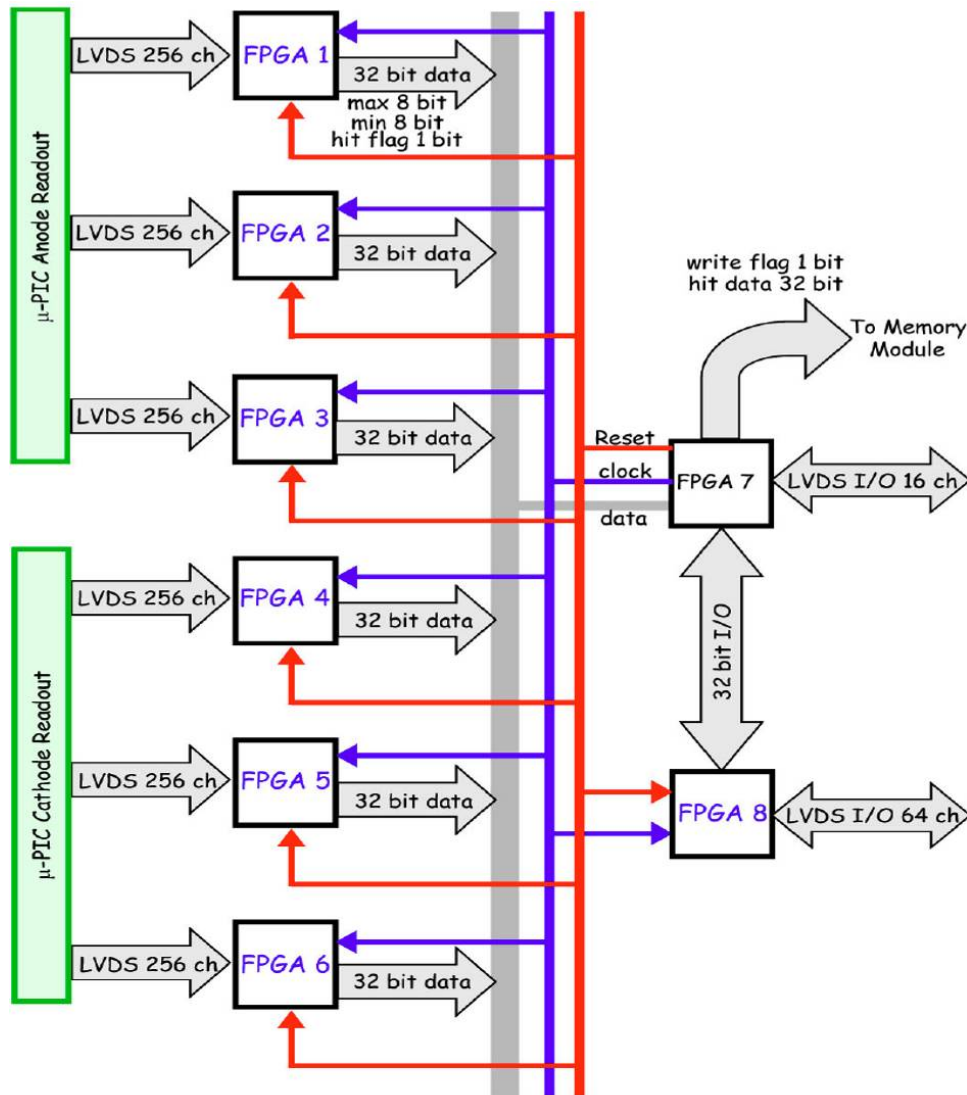 μ-PIC Anode Readout
LVDS 256 ch
FPGA 1
32 bit data
max 8 bit
min 8 bit
hit flag 1 bit
LVDS 256 ch
FPGA 2
32 bit data
LVDS 256 ch
FPGA 3
32 bit data
write flag 1 bit
hit data 32 bit
To Memory
Module
Reset
clock
data
FPGA 7
LVDS I/O 16 ch
32 bit I/O
μ-PIC Cathode Readout
LVDS 256 ch
FPGA 4
32 bit data
LVDS 256 ch
FPGA 5
32 bit data
FPGA 8
LVDS I/O 64 ch
LVDS 256 ch
FPGA 6
32 bit data